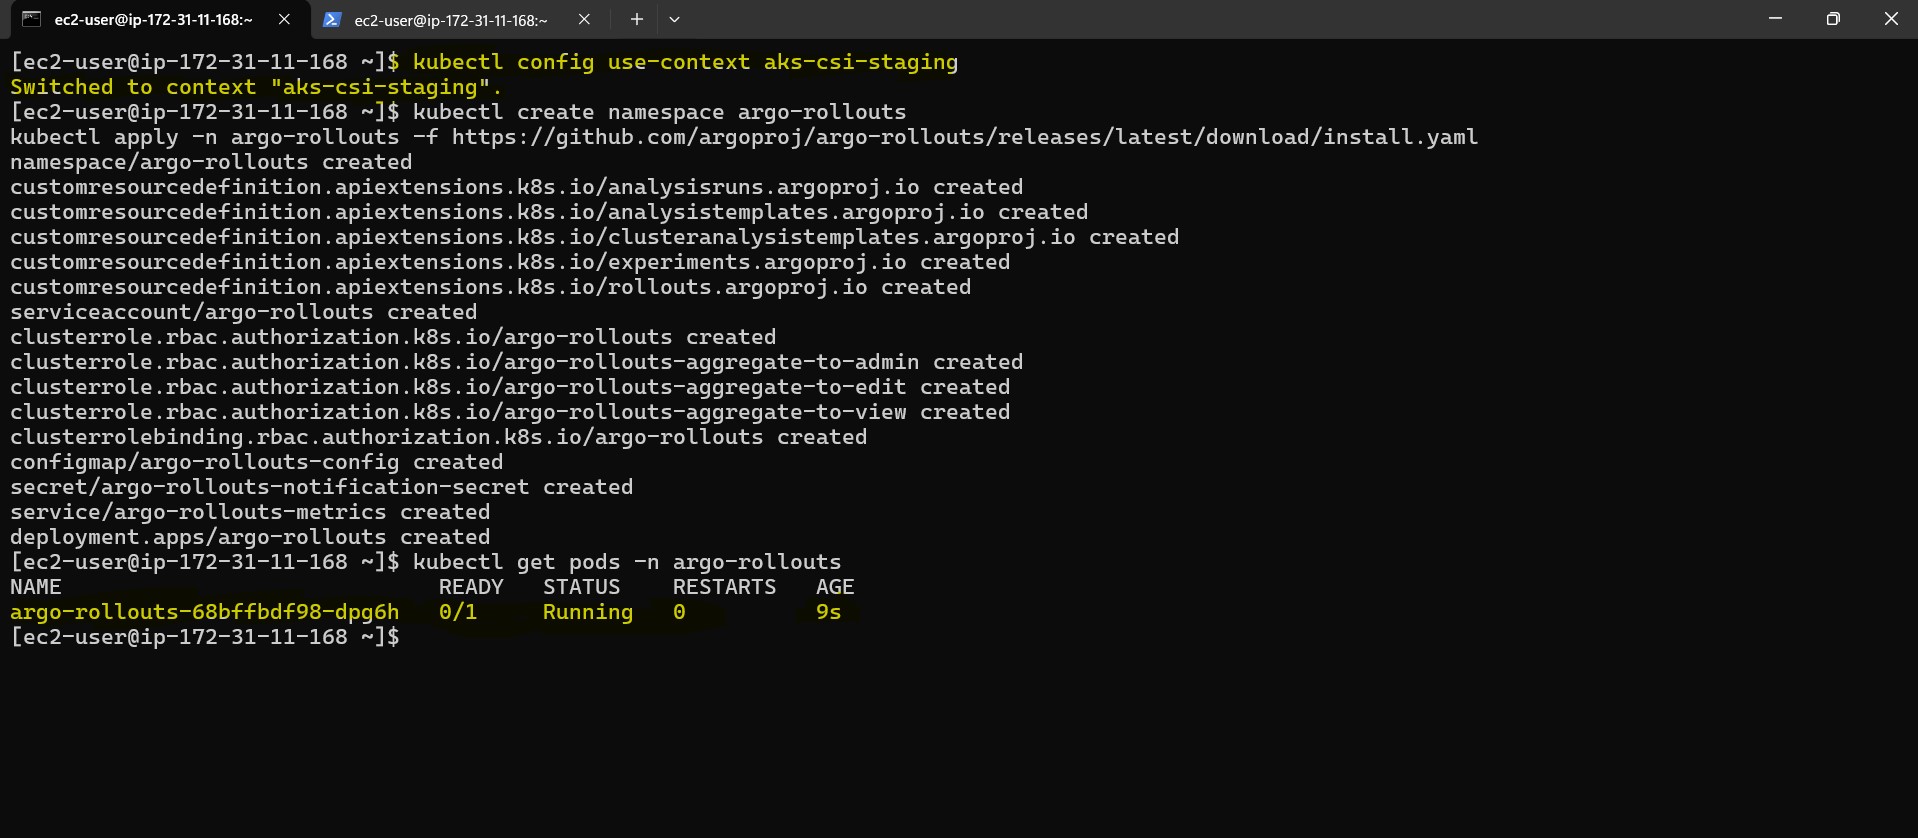 ec2-user@ip-172-31-11-168:~
ec2-user@ip-172-31-11-168:~
[ec2-user@ip-172-31-11-168 ~]$ kubectl config use-context aks-csi-staging
Switched to context "aks-csi-staging".
[ec2-user@ip-172-31-11-168 ~]$ kubectl create namespace argo-rollouts
kubectl apply -n argo-rollouts -f https://github.com/argoproj/argo-rollouts/releases/latest/download/install.yaml
namespace/argo-rollouts created
customresourcedefinition.apiextensions.k8s.io/analysisruns.argoproj.io created
customresourcedefinition.apiextensions.k8s.io/analysistemplates.argoproj.io created
customresourcedefinition.apiextensions.k8s.io/clusteranalysistemplates.argoproj.io created
customresourcedefinition.apiextensions.k8s.io/experiments.argoproj.io created
customresourcedefinition.apiextensions.k8s.io/rollouts.argoproj.io created
serviceaccount/argo-rollouts created
clusterrole.rbac.authorization.k8s.io/argo-rollouts created
clusterrole.rbac.authorization.k8s.io/argo-rollouts-aggregate-to-admin created
clusterrole.rbac.authorization.k8s.io/argo-rollouts-aggregate-to-edit created
clusterrole.rbac.authorization.k8s.io/argo-rollouts-aggregate-to-view created
clusterrolebinding.rbac.authorization.k8s.io/argo-rollouts created
configmap/argo-rollouts-config created
secret/argo-rollouts-notification-secret created
service/argo-rollouts-metrics created
deployment.apps/argo-rollouts created
[ec2-user@ip-172-31-11-168 ~]$ kubectl get pods -n argo-rollouts
NAME READY STATUS RESTARTS AGE
argo-rollouts-68bffbdf98-dpg6h 0/1 Running 0 9s
[ec2-user@ip-172-31-11-168 ~]$